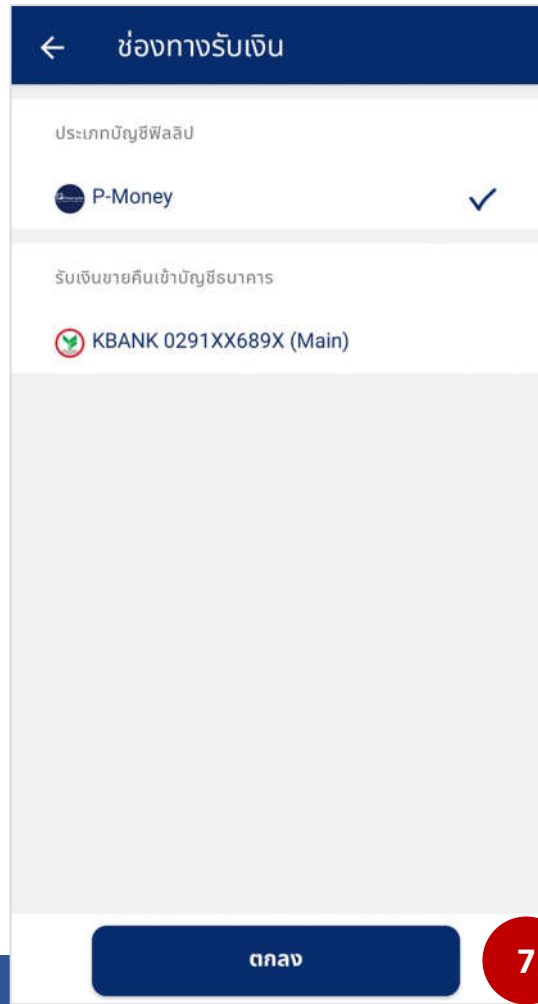 ช่องทางรับเงิน
ประเภทบัญชีฟิลลิป
P-Money
รับเงินขายคืนเข้าบัญชีธนาคาร
KBANK 0291XX689X (Main)
ตกลง
7